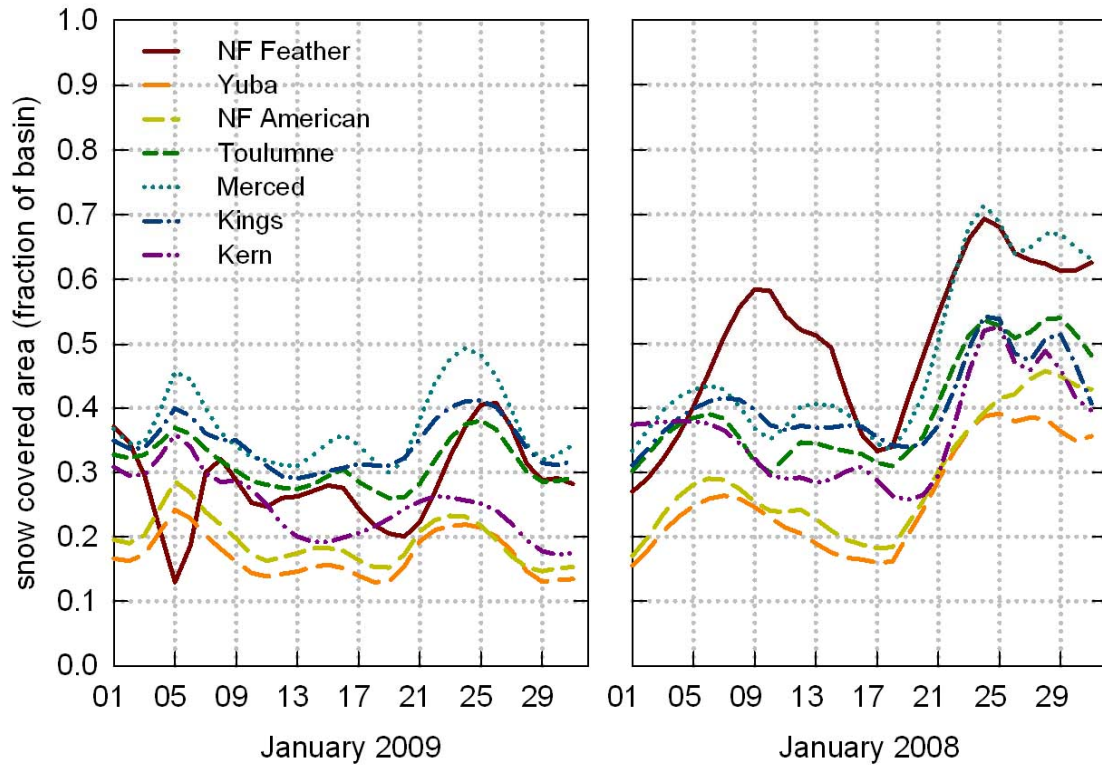 snow covered area (fraction of basin)
1.0
0.9
0.8
0.7
0.6
0.5
0.4
0.3
0.2
0.1
0.0
NF Feather
Yuba
NF American
Toulumne
Merced
Kings
Kern
01 05 09 13 17 21 25 29
January 2009
01 05 09 13 17 21 25 29
January 2008